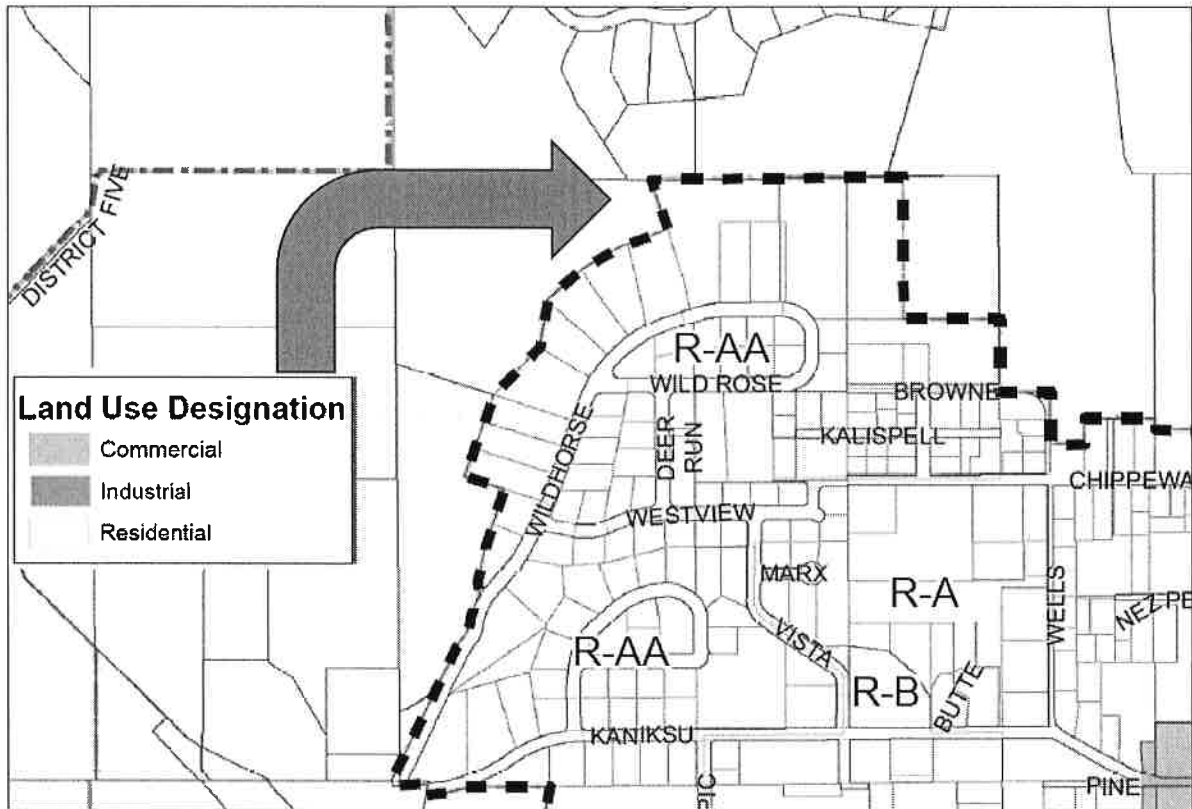 DISTRICT FIVE
R-AA
WILD ROSE
BROWNE
KALISPELL
DEER
RUN
WILDHORSE
Land Use Designation
Commercial
Industrial
Residential
CHIPPEWA
WESTVIEW
MARX
R-A
WELLS
R-AA
VISTA
R-B
BUTTE
KANIKSU
PINE